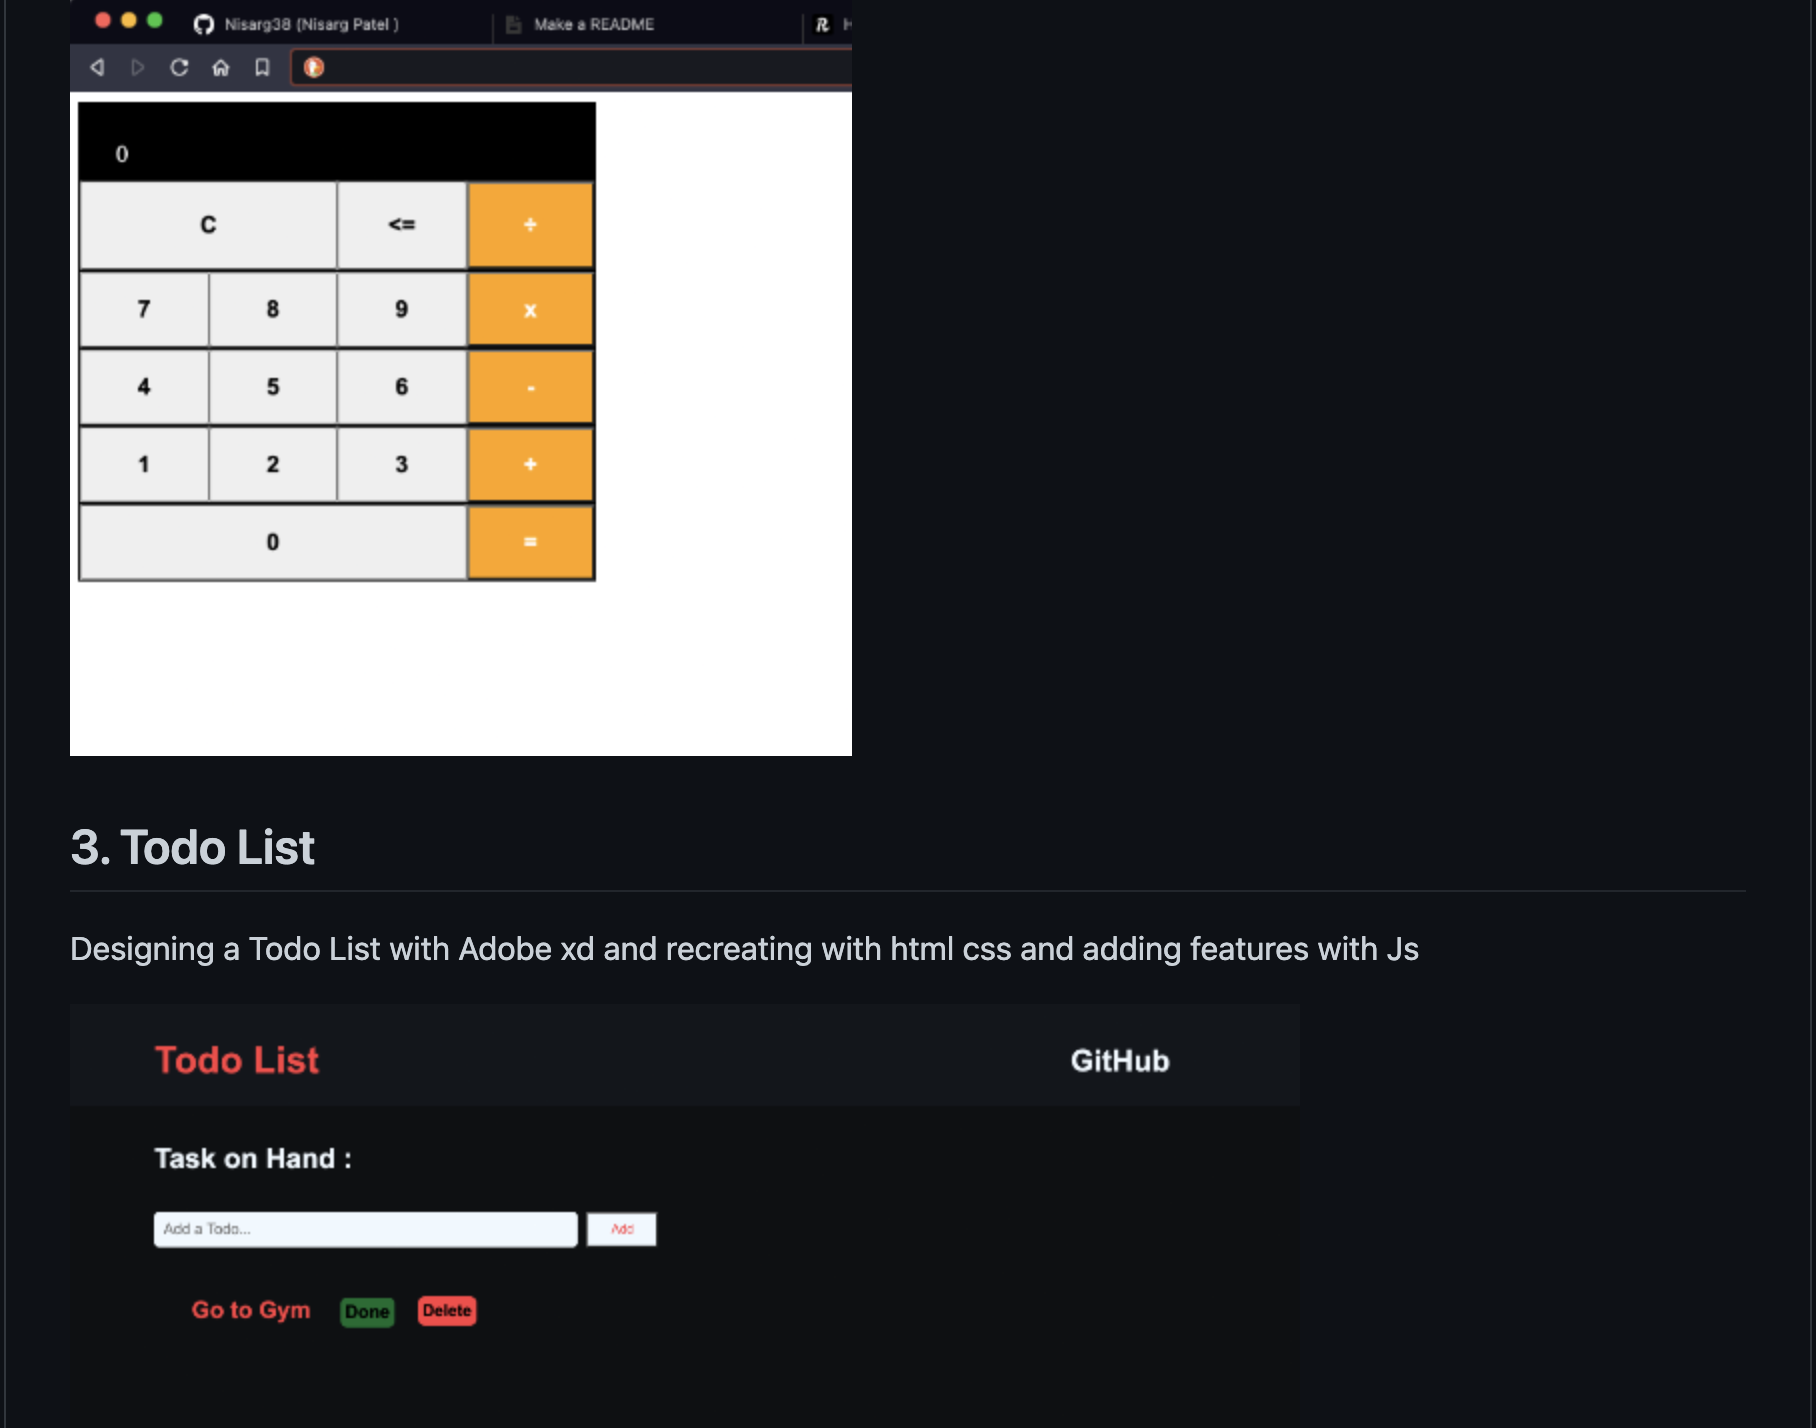 Nisarg38 (Nisarg Patel )
Make a README
0
C <= ÷
7 8 9 x
4 5 6 -
1 2 3 +
0 =
3. Todo List
Designing a Todo List with Adobe xd and recreating with html css and adding features with Js
Todo List
GitHub
Task on Hand :
Add a Todo...
Add
Go to Gym
Done
Delete